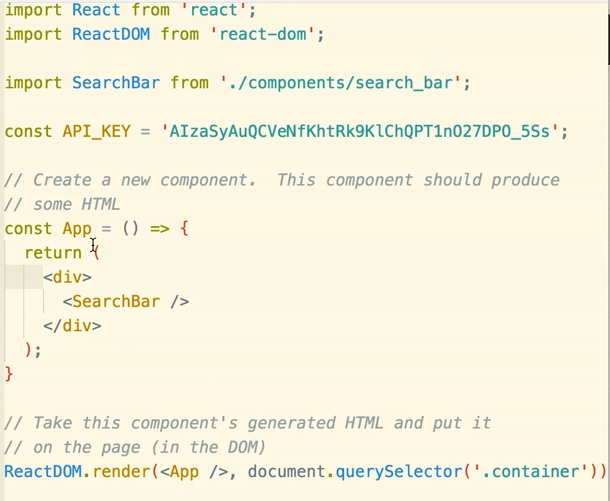 import React from 'react';
import ReactDOM from 'react-dom';
import SearchBar from './components/search_bar';
const API_KEY = 'AIzaSyAuQCVeNfKhtRk9KlChQPT1nO27DPO_5Ss';
// Create a new component.  This component should produce
// some HTML
const App = () => {
  return (
    <div>
      <SearchBar />
    </div>
  );
}
// Take this component's generated HTML and put it
// on the page (in the DOM)
ReactDOM.render(<App />, document.querySelector('.container'))